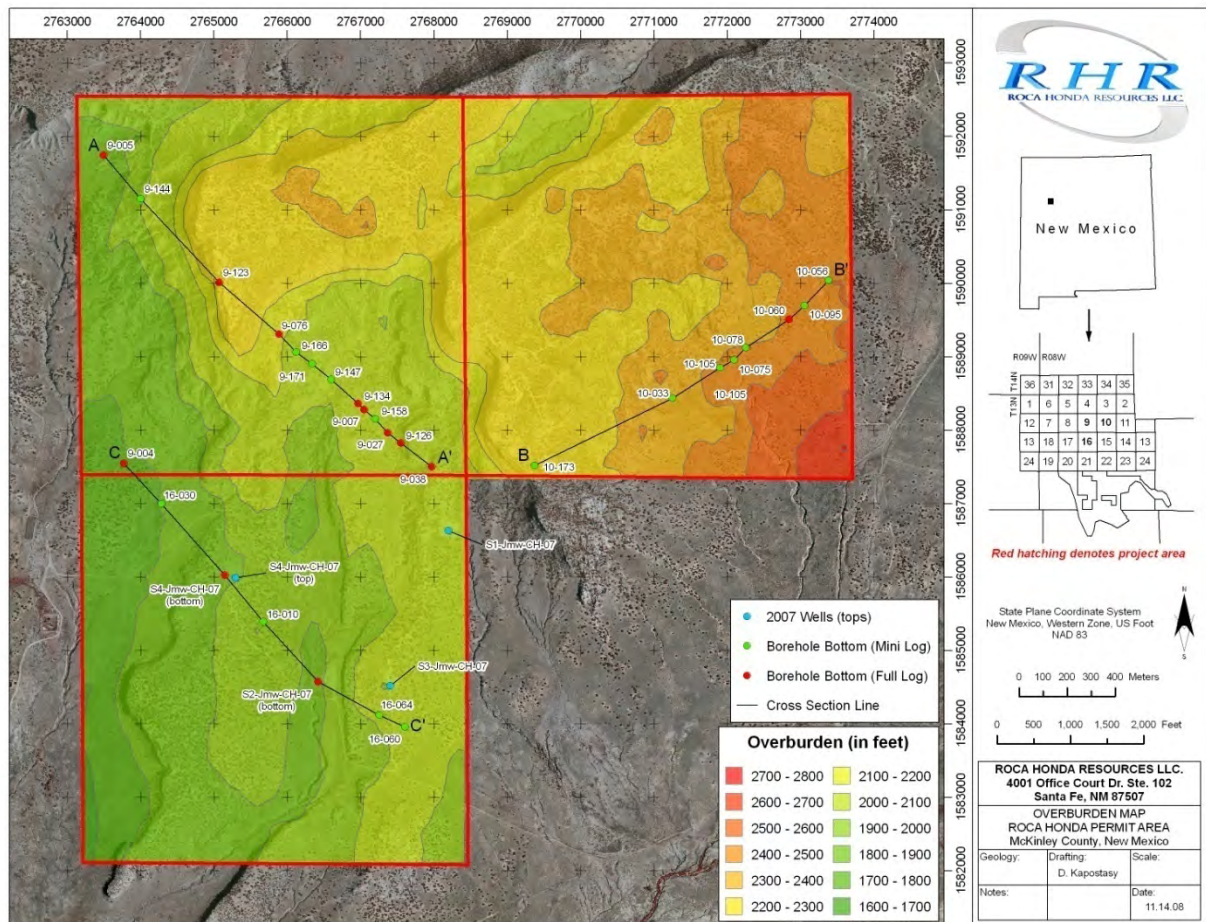 2763000 2764000 2765000 2766000 2767000 2768000 2769000 2770000 2771000 2772000 2773000 2774000
1593000
1592000
1591000
1590000
1589000
1588000
1587000
1586000
1585000
1584000
1583000
1582000
A
9-005
9-144
9-123
9-076
9-166
9-171
9-147
9-134
9-007
9-158
9-027
9-126
A'
9-038
B'
10-056
10-060
10-095
10-078
10-105
10-075
10-033
10-105
B
10-173
C
9-004
16-030
S1-Jmw-CH-07
S4-Jmw-CH-07
(top)
S4-Jmw-CH-07
(bottom)
16-010
S3-Jmw-CH-07
S2-Jmw-CH-07
(bottom)
16-064
C'
16-060
2007 Wells (tops)
Borehole Bottom (Mini Log)
Borehole Bottom (Full Log)
Cross Section Line
Overburden (in feet)
2700 - 2800 2100 - 2200
2600 - 2700 2000 - 2100
2500 - 2600 1900 - 2000
2400 - 2500 1800 - 1900
2300 - 2400 1700 - 1800
2200 - 2300 1600 - 1700
RHR
ROCA HONDA RESOURCES LLC.
New Mexico
R09W R08W
T14N
T13N
36 31 32 33 34 35
1 6 5 4 3 2
12 7 8 9 10 11
13 18 17 16 15 14 13
24 19 20 21 22 23 24
Red hatching denotes project area
State Plane Coordinate System
New Mexico, Western Zone, US Foot
NAD 83
N
S
0 100 200 300 400 Meters
0 500 1,000 1,500 2,000 Feet
ROCA HONDA RESOURCES LLC.
4001 Office Court Dr. Ste. 102
Santa Fe, NM 87507
OVERBURDEN MAP
ROCA HONDA PERMIT AREA
McKinley County, New Mexico
Geology: Drafting: Scale:
D. Kapostasy
Notes: Date:
11.14.08